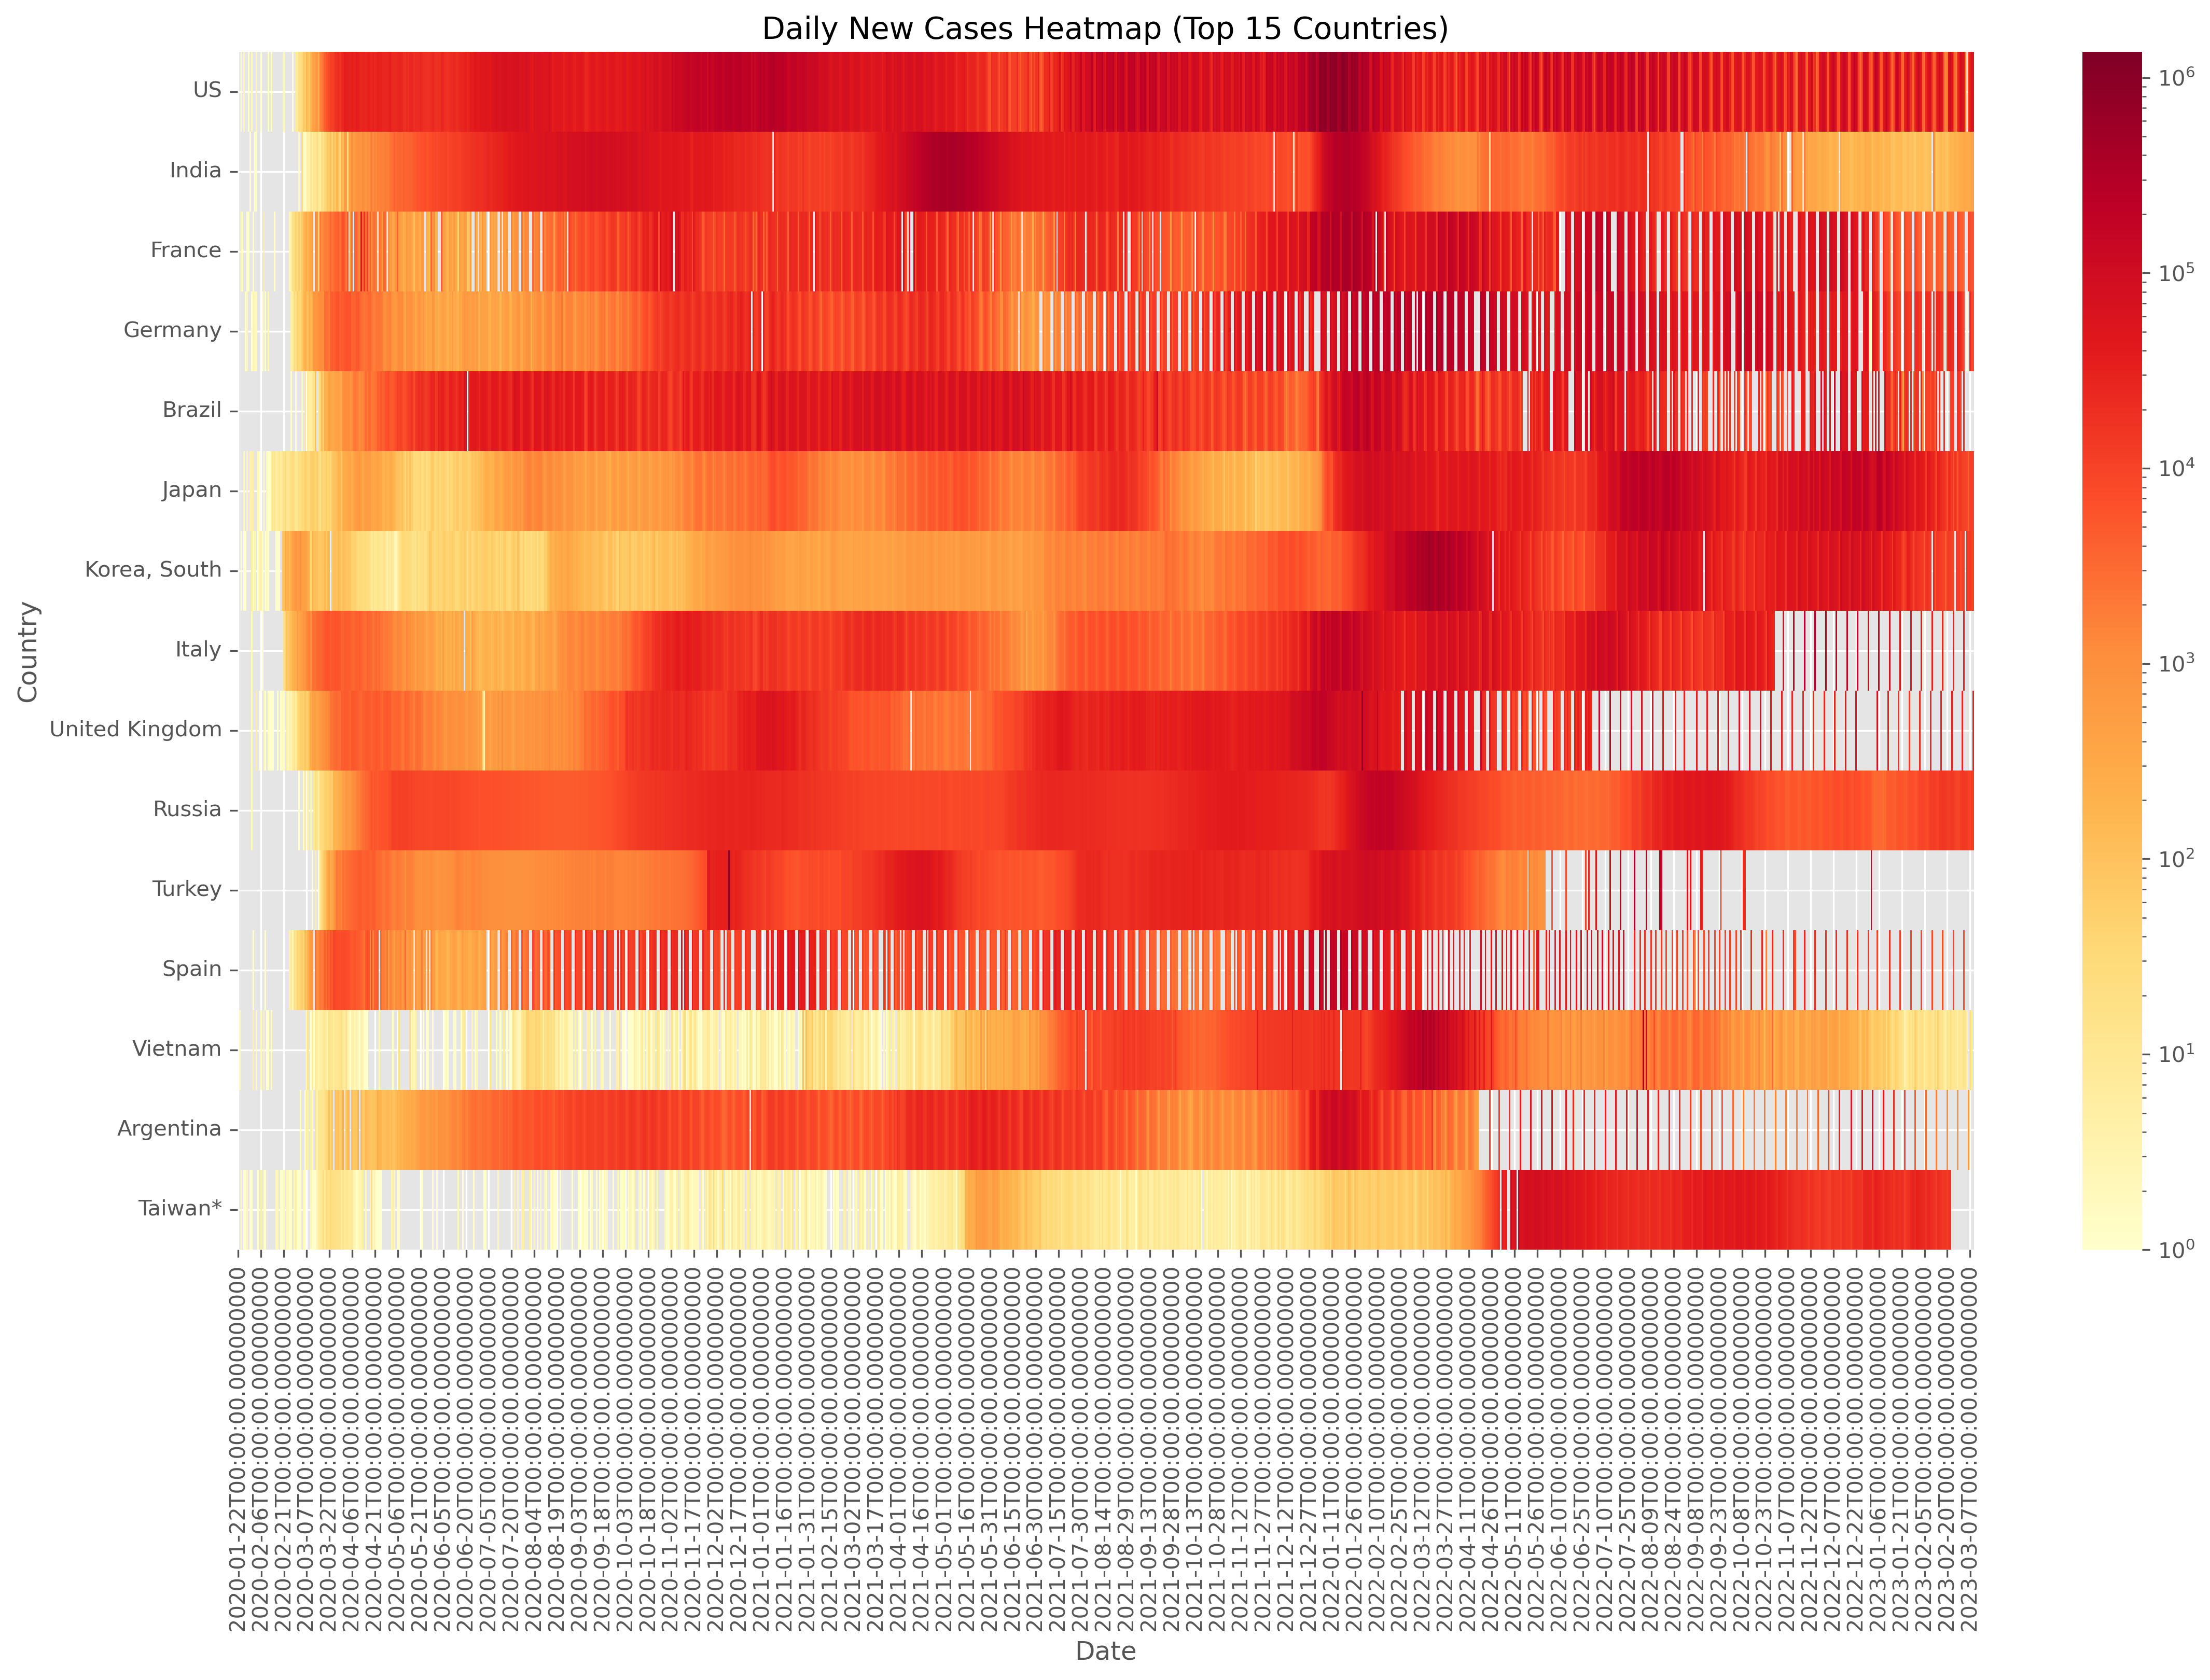 Daily New Cases Heatmap (Top 15 Countries)
Country
US
India
France
Germany
Brazil
Japan
Korea, South
Italy
United Kingdom
Russia
Turkey
Spain
Vietnam
Argentina
Taiwan*
2020-01-22T00:00:00.000000000
2020-02-06T00:00:00.000000000
2020-02-21T00:00:00.000000000
2020-03-07T00:00:00.000000000
2020-03-22T00:00:00.000000000
2020-04-06T00:00:00.000000000
2020-04-21T00:00:00.000000000
2020-05-06T00:00:00.000000000
2020-05-21T00:00:00.000000000
2020-06-05T00:00:00.000000000
2020-06-20T00:00:00.000000000
2020-07-05T00:00:00.000000000
2020-07-20T00:00:00.000000000
2020-08-04T00:00:00.000000000
2020-08-19T00:00:00.000000000
2020-09-03T00:00:00.000000000
2020-09-18T00:00:00.000000000
2020-10-03T00:00:00.000000000
2020-10-18T00:00:00.000000000
2020-11-02T00:00:00.000000000
2020-11-17T00:00:00.000000000
2020-12-02T00:00:00.000000000
2020-12-17T00:00:00.000000000
2021-01-01T00:00:00.000000000
2021-01-16T00:00:00.000000000
2021-01-31T00:00:00.000000000
2021-02-15T00:00:00.000000000
2021-03-02T00:00:00.000000000
2021-03-17T00:00:00.000000000
2021-04-01T00:00:00.000000000
2021-04-16T00:00:00.000000000
2021-05-01T00:00:00.000000000
2021-05-16T00:00:00.000000000
2021-05-31T00:00:00.000000000
2021-06-15T00:00:00.000000000
2021-06-30T00:00:00.000000000
2021-07-15T00:00:00.000000000
2021-07-30T00:00:00.000000000
2021-08-14T00:00:00.000000000
2021-08-29T00:00:00.000000000
2021-09-13T00:00:00.000000000
2021-09-28T00:00:00.000000000
2021-10-13T00:00:00.000000000
2021-10-28T00:00:00.000000000
2021-11-12T00:00:00.000000000
2021-11-27T00:00:00.000000000
2021-12-12T00:00:00.000000000
2021-12-27T00:00:00.000000000
2022-01-11T00:00:00.000000000
2022-01-26T00:00:00.000000000
2022-02-10T00:00:00.000000000
2022-02-25T00:00:00.000000000
2022-03-12T00:00:00.000000000
2022-03-27T00:00:00.000000000
2022-04-11T00:00:00.000000000
2022-04-26T00:00:00.000000000
2022-05-11T00:00:00.000000000
2022-05-26T00:00:00.000000000
2022-06-10T00:00:00.000000000
2022-06-25T00:00:00.000000000
2022-07-10T00:00:00.000000000
2022-07-25T00:00:00.000000000
2022-08-09T00:00:00.000000000
2022-08-24T00:00:00.000000000
2022-09-08T00:00:00.000000000
2022-09-23T00:00:00.000000000
2022-10-08T00:00:00.000000000
2022-10-23T00:00:00.000000000
2022-11-07T00:00:00.000000000
2022-11-22T00:00:00.000000000
2022-12-07T00:00:00.000000000
2022-12-22T00:00:00.000000000
2023-01-06T00:00:00.000000000
2023-01-21T00:00:00.000000000
2023-02-05T00:00:00.000000000
2023-02-20T00:00:00.000000000
2023-03-07T00:00:00.000000000
Date
10⁶
10⁵
10⁴
10³
10²
10¹
10⁰